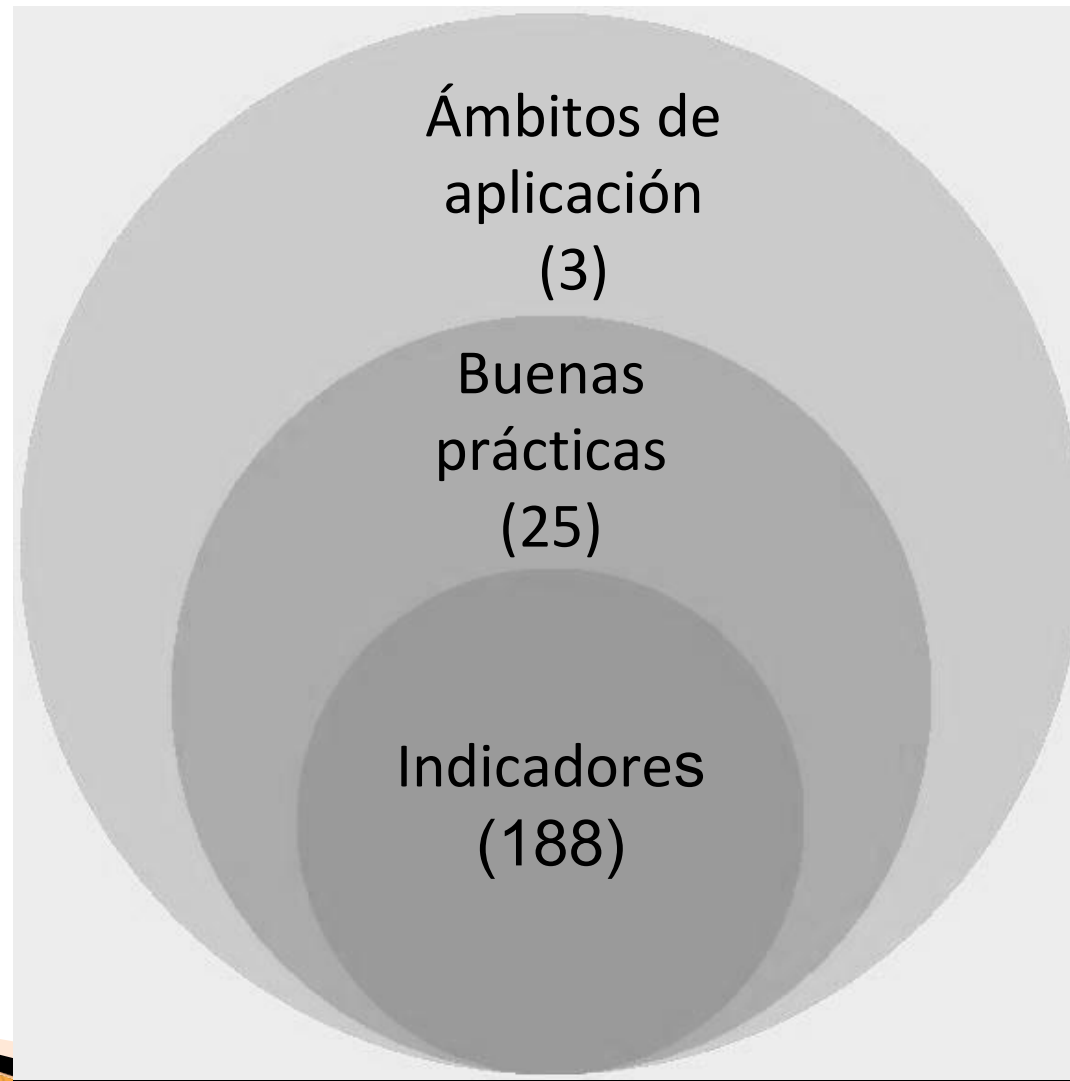 Ámbitos de
aplicación
(3)
Buenas
prácticas
(25)
Indicadores
(188)